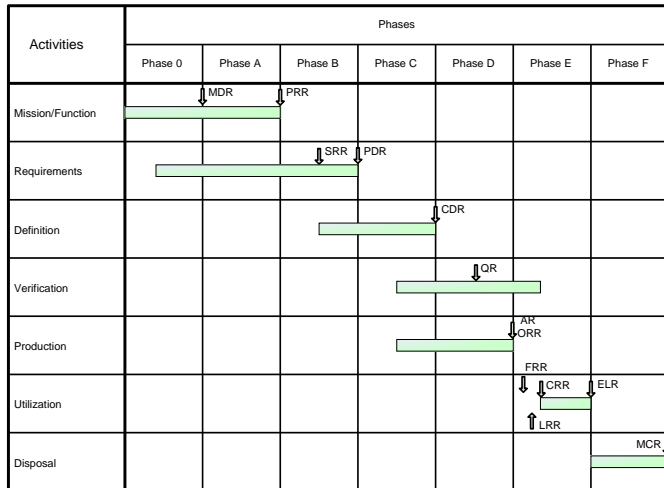 Activities
Phases
Phase 0
Phase A
Phase B
Phase C
Phase D
Phase E
Phase F
Mission/Function
MDR
PRR
Requirements
SRR
PDR
Definition
CDR
Verification
QR
Production
AR
ORR
Utilization
FRR
CRR
ELR
LRR
Disposal
MCR